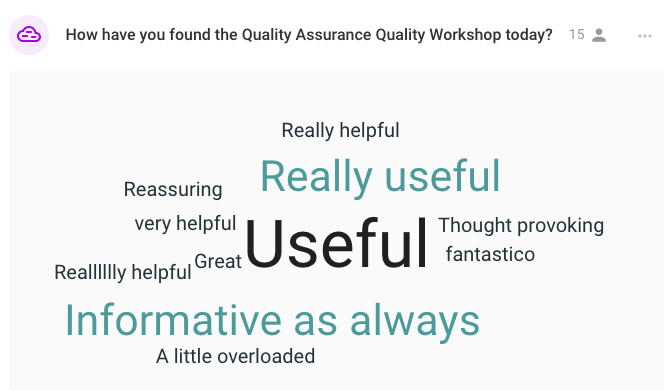 How have you found the Quality Assurance Quality Workshop today? 15
Really helpful
Really useful
Reassuring
very helpful
Useful
Thought provoking
fantastico
Great
Realllllly helpful
Informative as always
A little overloaded